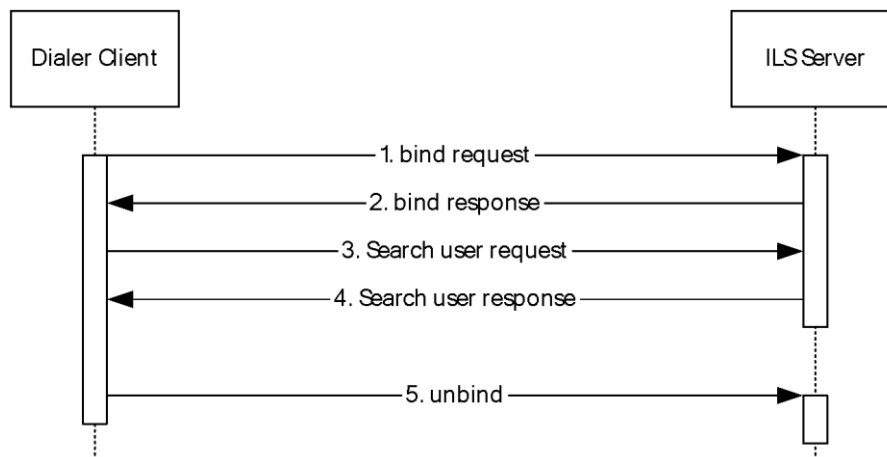 Dialer Client
ILS Server
1. bind request
2. bind response
3. Search user request
4. Search user response
5. unbind